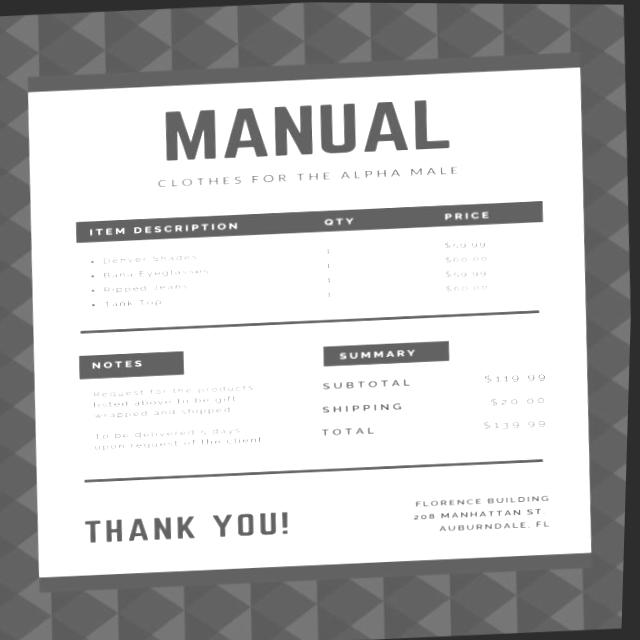 MANUAL
CLOTHES FOR THE ALPHA MALE
ITEM DESCRIPTION QTY PRICE
• Denver Shades 1 $59.99
• Banu Eyeglasses 1 $60.00
• Ripped Jeans 1 $59.99
• Tank Top 1 $60.00
NOTES
Request for the products
listed above to be gift
wrapped and shipped.
To be delivered 5 days
upon request of the client.
SUMMARY
SUBTOTAL $119.99
SHIPPING $20.00
TOTAL $139.99
THANK YOU!
FLORENCE BUILDING
208 MANHATTAN ST.
AUBURNDALE, FL